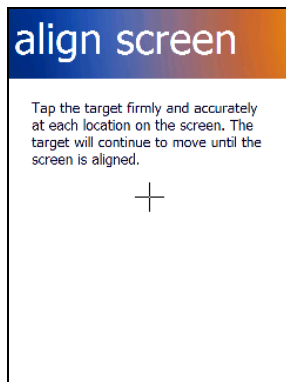 align screen
Tap the target firmly and accurately
at each location on the screen. The
target will continue to move until the
screen is aligned.